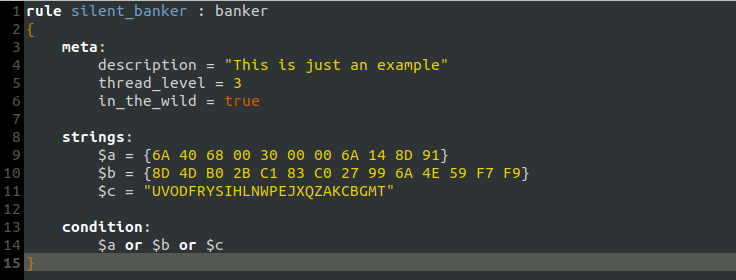 1 rule silent_banker : banker
2 {
3     meta:
4         description = "This is just an example"
5         thread_level = 3
6         in_the_wild = true
7
8     strings:
9         $a = {6A 40 68 00 30 00 00 6A 14 8D 91}
10         $b = {8D 4D B0 2B C1 83 C0 27 99 6A 4E 59 F7 F9}
11         $c = "UVODFRYSIHLNWPEJXQZAKCBGMT"
12
13     condition:
14         $a or $b or $c
15 }